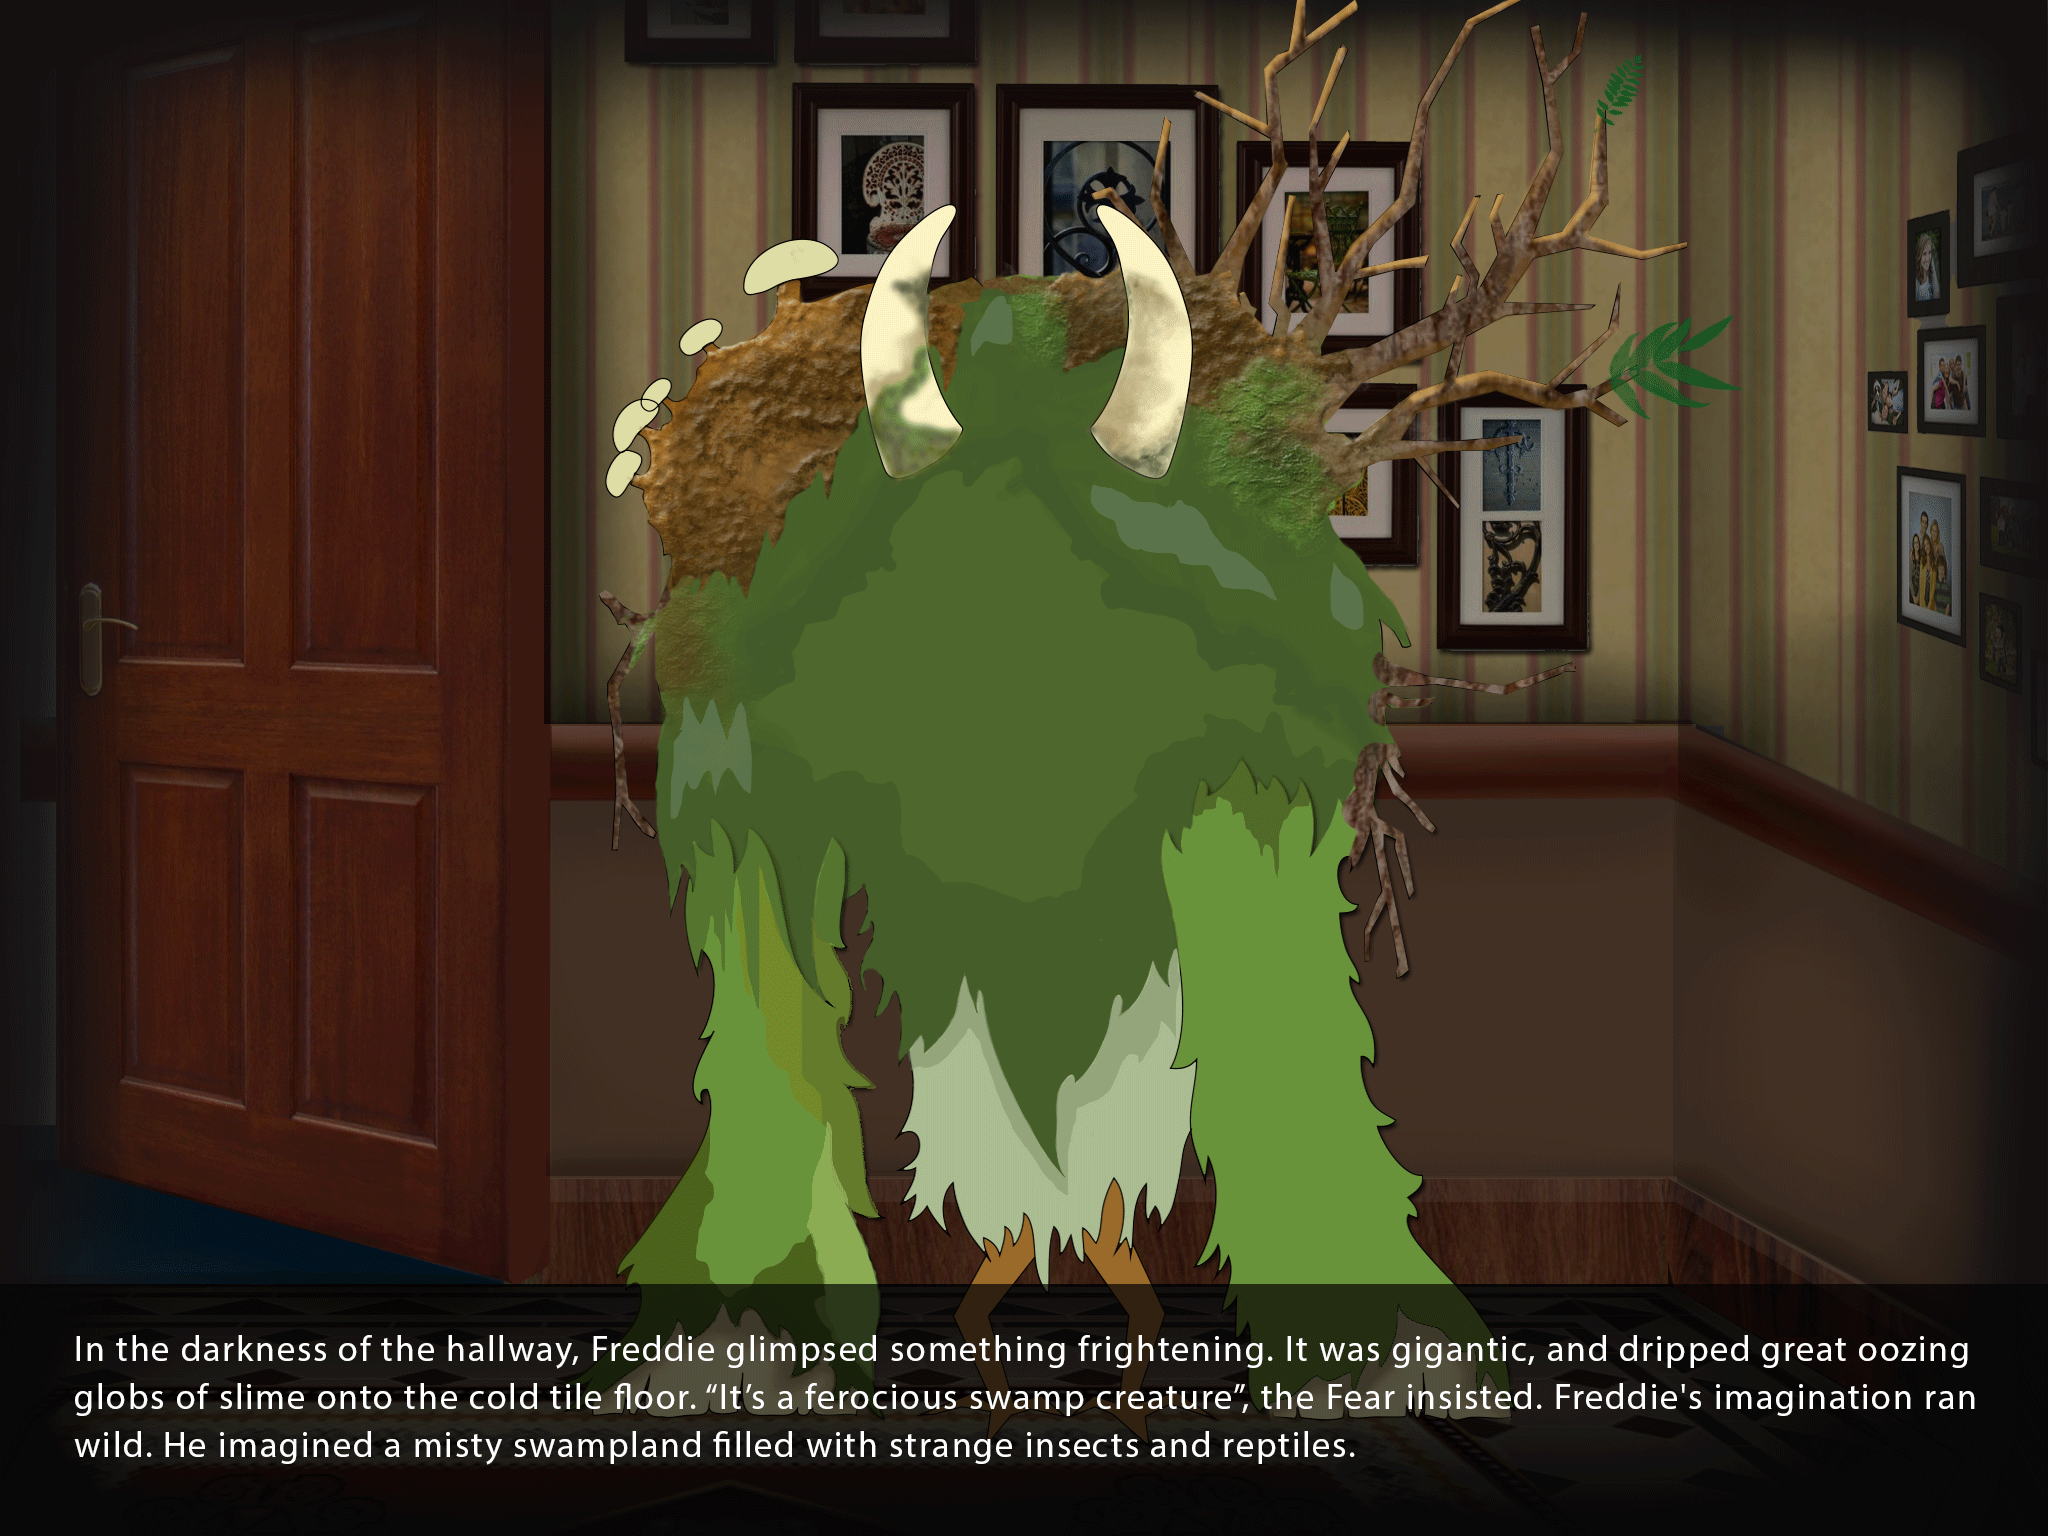 In the darkness of the hallway, Freddie glimpsed something frightening. It was gigantic, and dripped great oozing
globs of slime onto the cold tile floor. “It’s a ferocious swamp creature”, the Fear insisted. Freddie's imagination ran
wild. He imagined a misty swampland filled with strange insects and reptiles.